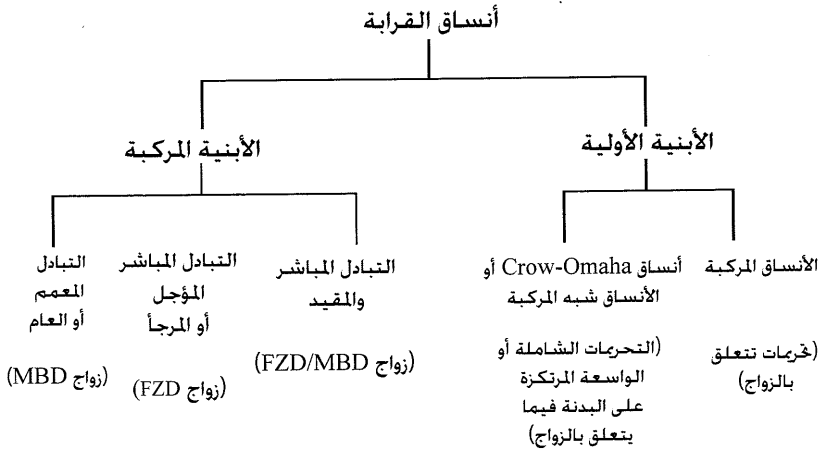 أنساق القرابة
الأبنية الأولية
الأبنية المركبة
الأنساق المركبة
(تحريمات تتعلق
بالزواج)
أنساق Crow-Omaha أو
الأنساق شبه المركبة
(التحريمات الشاملة أو
الواسعة المرتكزة
على البدنة فيما
يتعلق بالزواج)
التبادل المباشر
والمقيد
(زواج FZD/MBD)
التبادل المباشر
المؤجل
أو المرجأ
(زواج FZD)
التبادل
المعمم
أو العام
(زواج MBD)